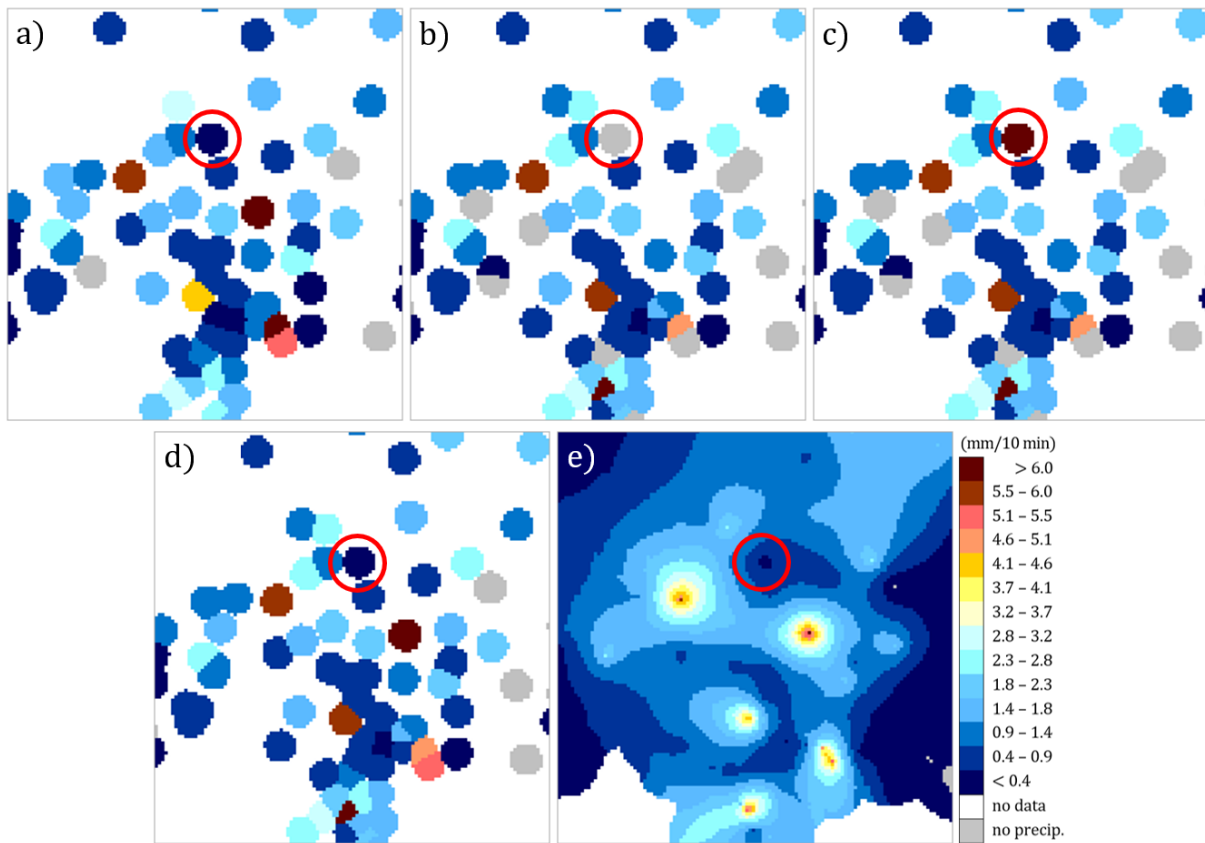 a)
b)
c)
d)
e)
(mm/10 min)
> 6.0
5.5 – 6.0
5.1 – 5.5
4.6 – 5.1
4.1 – 4.6
3.7 – 4.1
3.2 – 3.7
2.8 – 3.2
2.3 – 2.8
1.8 – 2.3
1.4 – 1.8
0.9 – 1.4
0.4 – 0.9
< 0.4
no data
no precip.